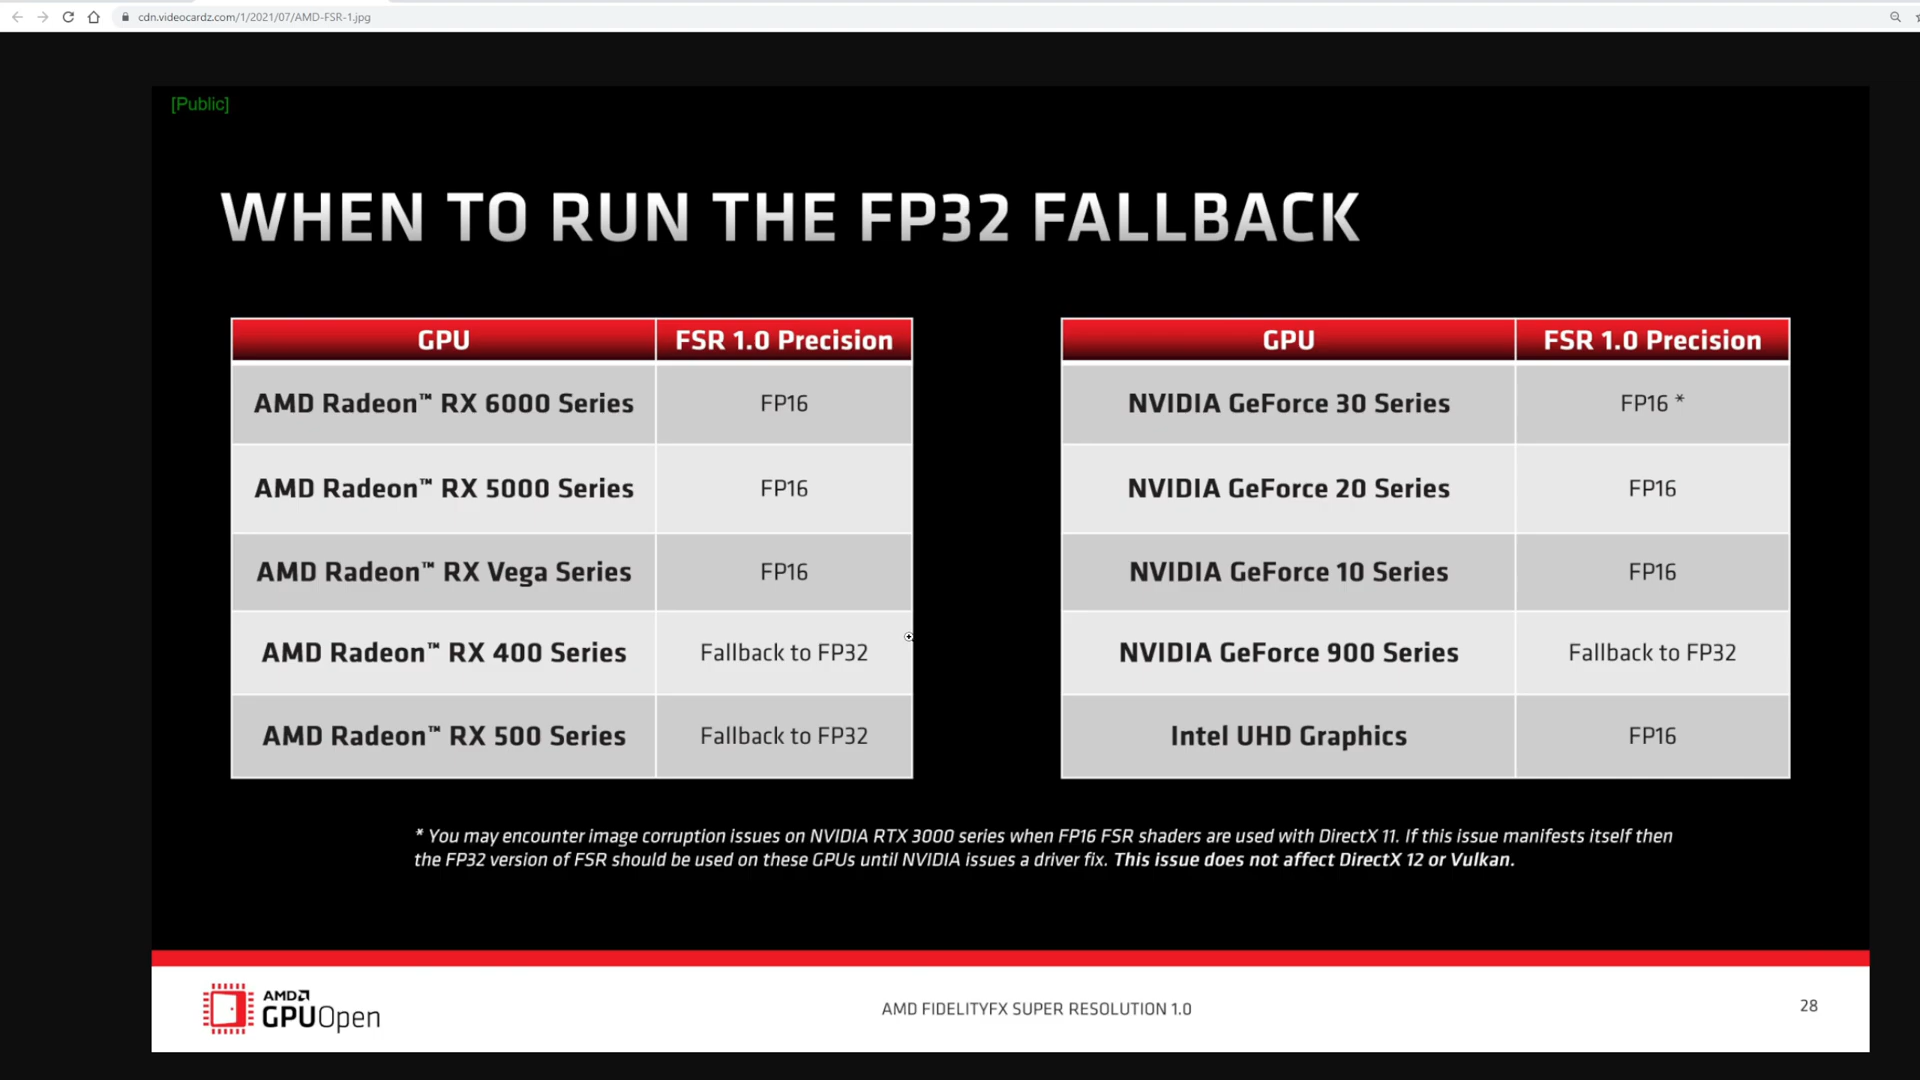 cdn.videocardz.com/1/2021/07/AMD-FSR-1.jpg
[Public]
WHEN TO RUN THE FP32 FALLBACK
GPU FSR 1.0 Precision
AMD Radeon™ RX 6000 Series FP16
AMD Radeon™ RX 5000 Series FP16
AMD Radeon™ RX Vega Series FP16
AMD Radeon™ RX 400 Series Fallback to FP32
AMD Radeon™ RX 500 Series Fallback to FP32
GPU FSR 1.0 Precision
NVIDIA GeForce 30 Series FP16 *
NVIDIA GeForce 20 Series FP16
NVIDIA GeForce 10 Series FP16
NVIDIA GeForce 900 Series Fallback to FP32
Intel UHD Graphics FP16
* You may encounter image corruption issues on NVIDIA RTX 3000 series when FP16 FSR shaders are used with DirectX 11. If this issue manifests itself then
the FP32 version of FSR should be used on these GPUs until NVIDIA issues a driver fix. This issue does not affect DirectX 12 or Vulkan.
AMD
GPUOpen
AMD FIDELITYFX SUPER RESOLUTION 1.0
28